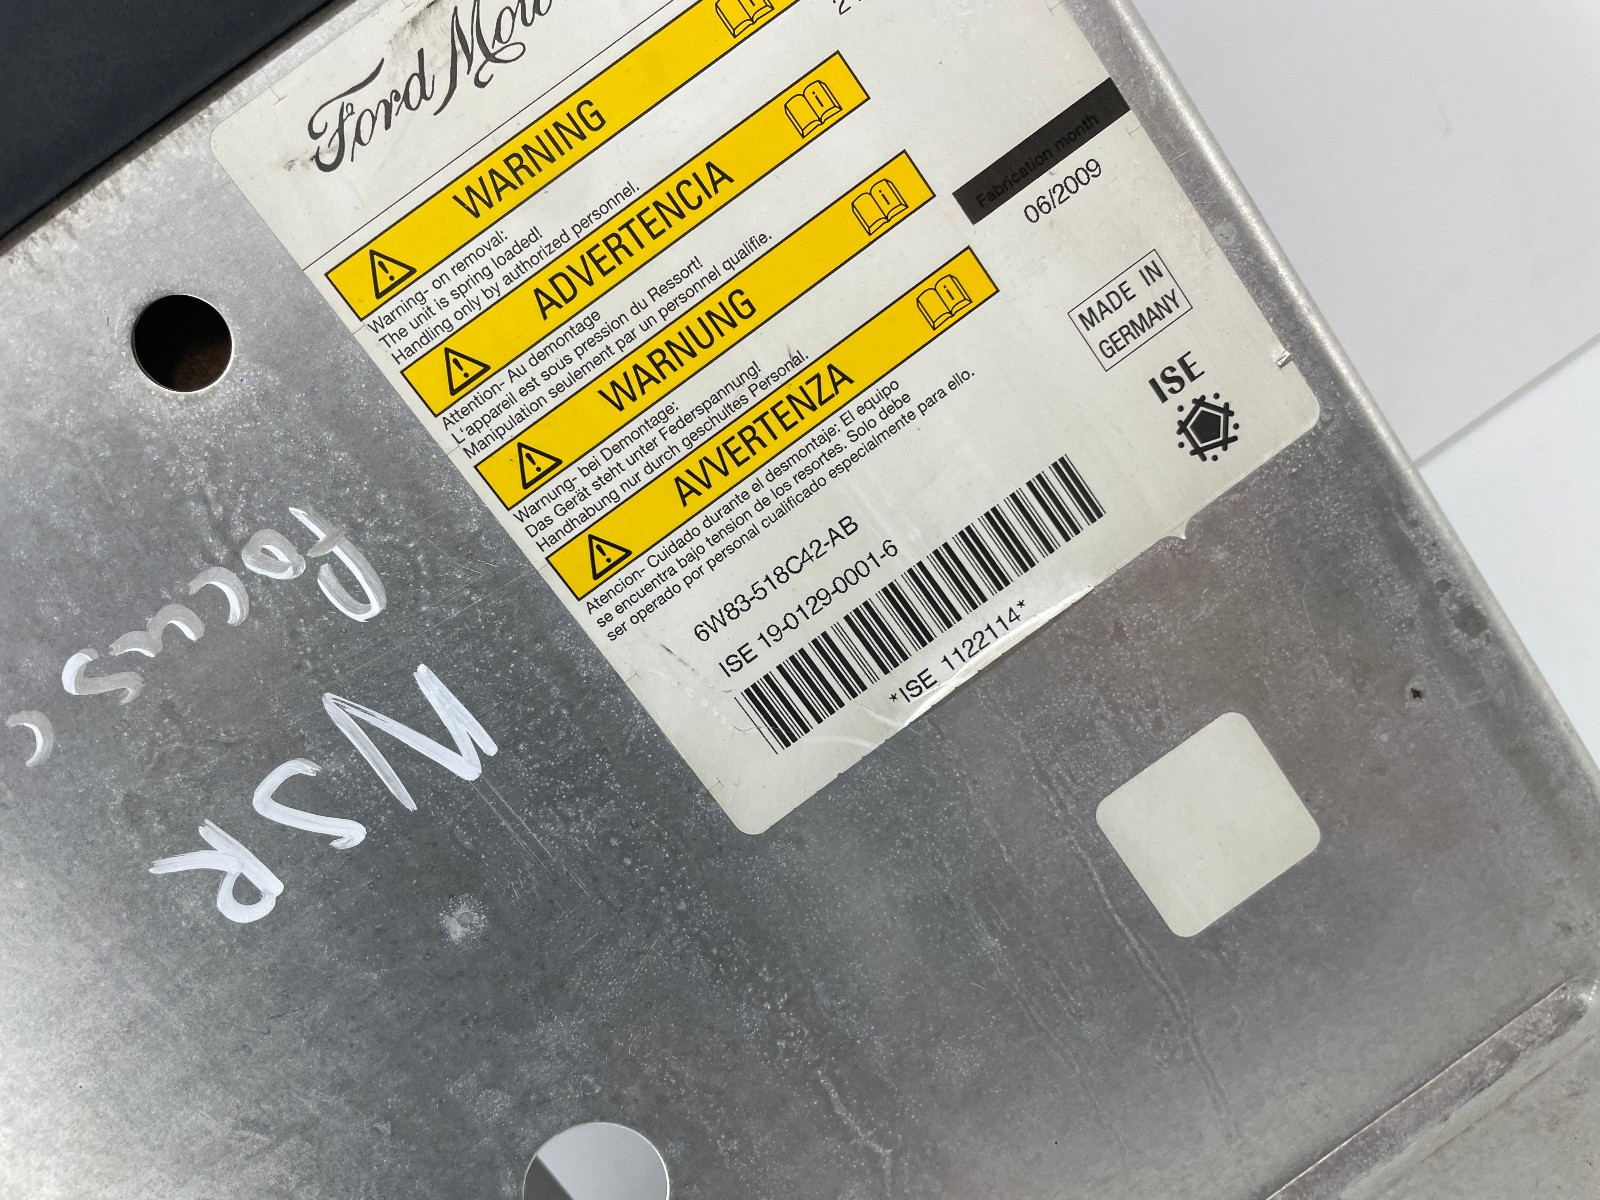 Ford
WARNING
Warning- on removal:
The unit is spring loaded!
Handling only by authorized personnel.
ADVERTENCIA
Attention- Au demontage
L'appareil est sous pression du Ressort!
Manipulation seulement par un personnel qualifie.
WARNUNG
Warnung- bei Demontage:
Das Gerät steht unter Federspannung!
Handhabung nur durch geschultes Personal.
AVVERTENZA
Atencion- Cuidado durante el desmontaje: El equipo
se encuentra bajo tension de los resortes. Solo debe
ser operado por personal cualificado especialmente para ello.
6W83-518C42-AB
ISE 19-0129-0001-6
*ISE 1122114*
Fabrication month
06/2009
MADE IN
GERMANY
ISE
Focus
NSR